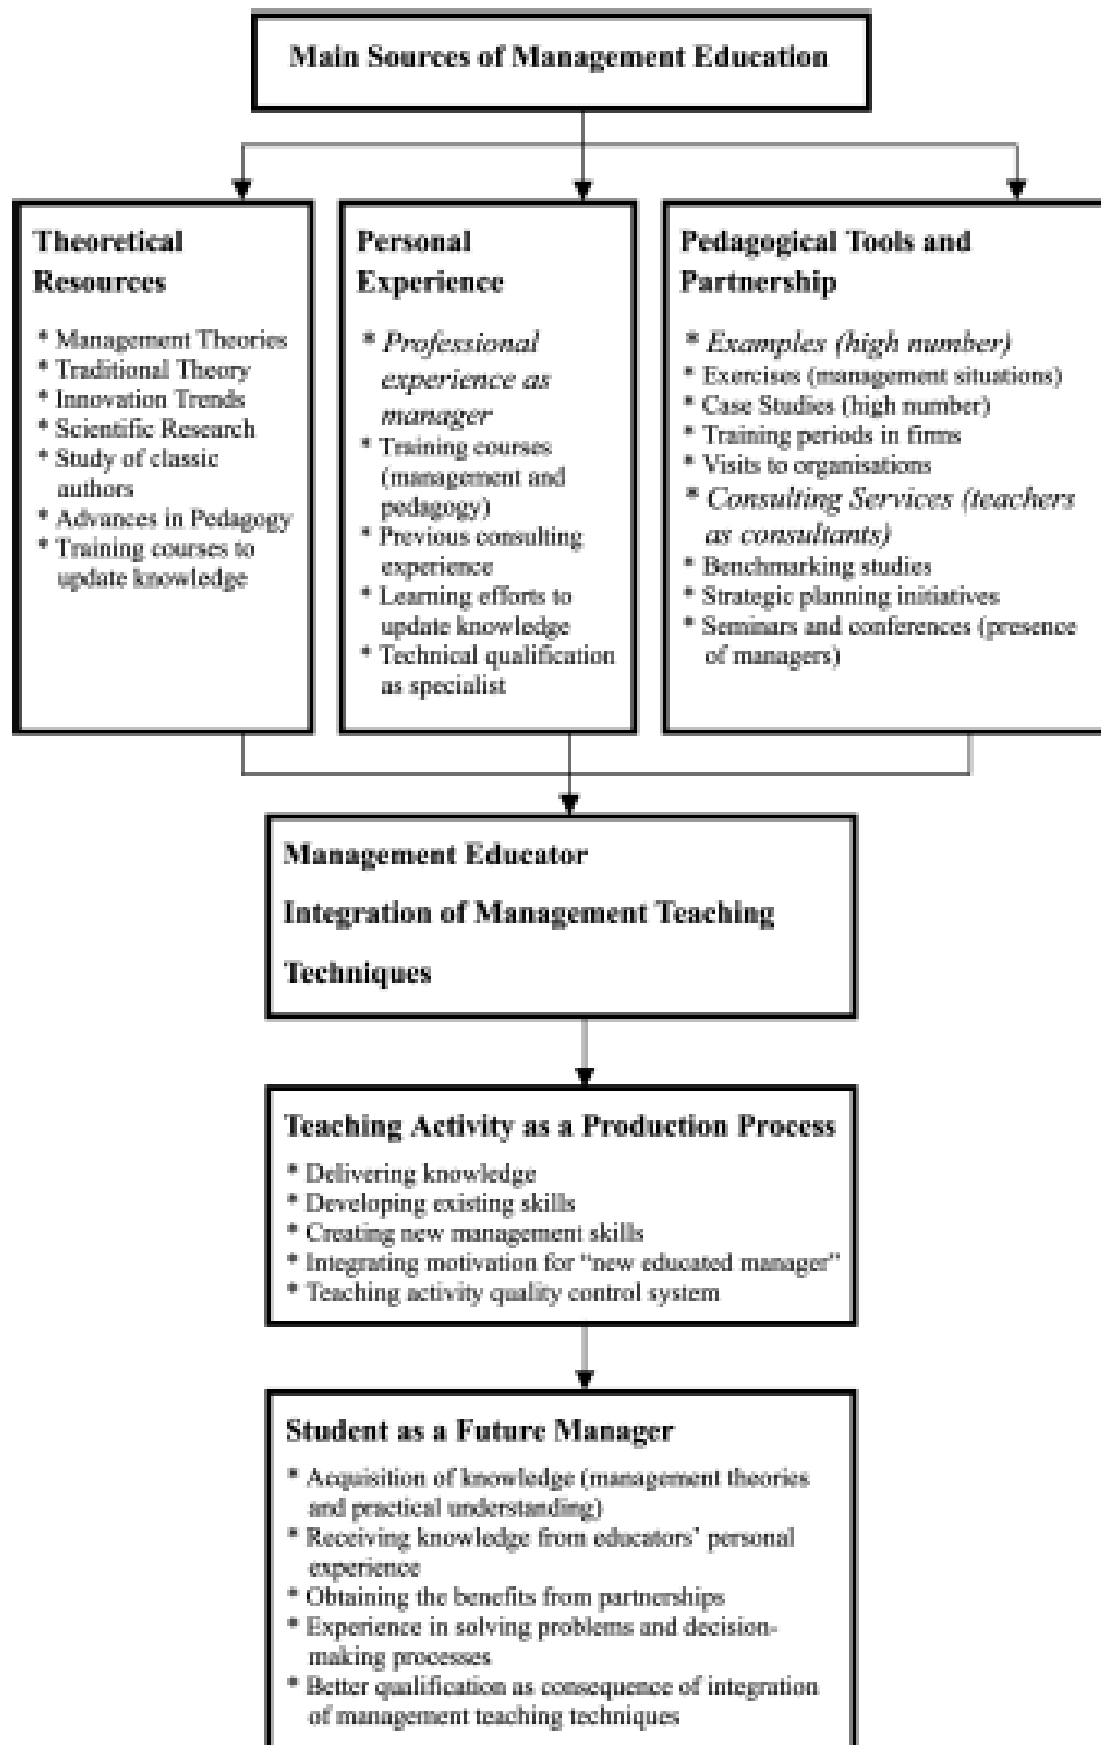 Main Sources of Management Education
Theoretical
Resources
* Management Theories
* Traditional Theory
* Innovation Trends
* Scientific Research
* Study of classic
authors
* Advances in Pedagogy
* Training courses to
update knowledge
Personal
Experience
* Professional
experience as
manager
* Training courses
(management and
pedagogy)
* Previous consulting
experience
* Learning efforts to
update knowledge
* Technical qualification
as specialist
Pedagogical Tools and
Partnership
* Examples (high number)
* Exercises (management situations)
* Case Studies (high number)
* Training periods in firms
* Visits to organisations
* Consulting Services (teachers
as consultants)
* Benchmarking studies
* Strategic planning initiatives
* Seminars and conferences (presence
of managers)
Management Educator
Integration of Management Teaching
Techniques
Teaching Activity as a Production Process
* Delivering knowledge
* Developing existing skills
* Creating new management skills
* Integrating motivation for “new educated manager”
* Teaching activity quality control system
Student as a Future Manager
* Acquisition of knowledge (management theories
and practical understanding)
* Receiving knowledge from educators’ personal
experience
* Obtaining the benefits from partnerships
* Experience in solving problems and decision-
making processes
* Better qualification as consequence of integration
of management teaching techniques